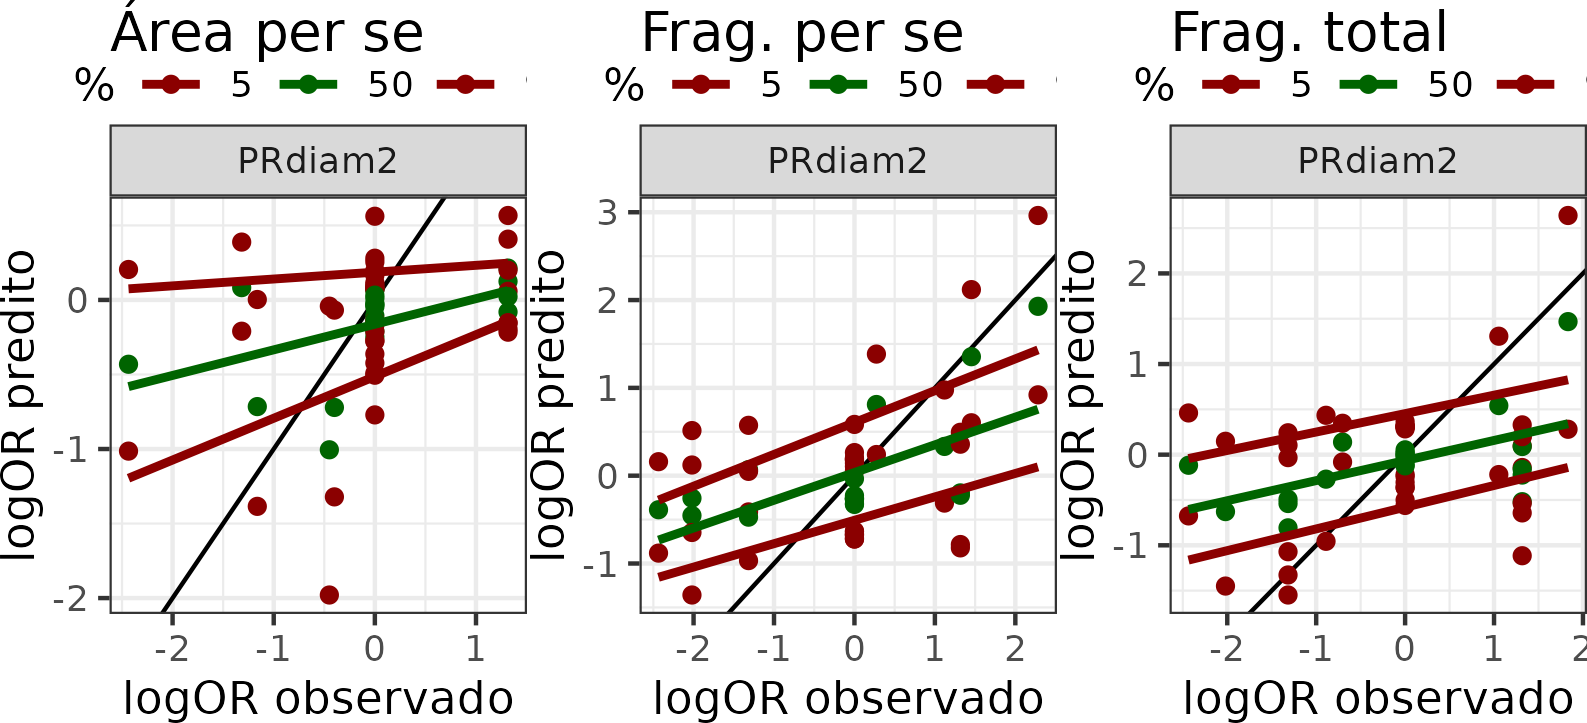 Área per se
% 5 50
PRdiam2
logOR predito
0
-1
-2
-2 -1 0 1
logOR observado
Frag. per se
% 5 50
PRdiam2
logOR predito
3
2
1
0
-1
-2 -1 0 1 2
logOR observado
Frag. total
% 5 50
PRdiam2
logOR predito
2
1
0
-1
-2 -1 0 1 2
logOR observado